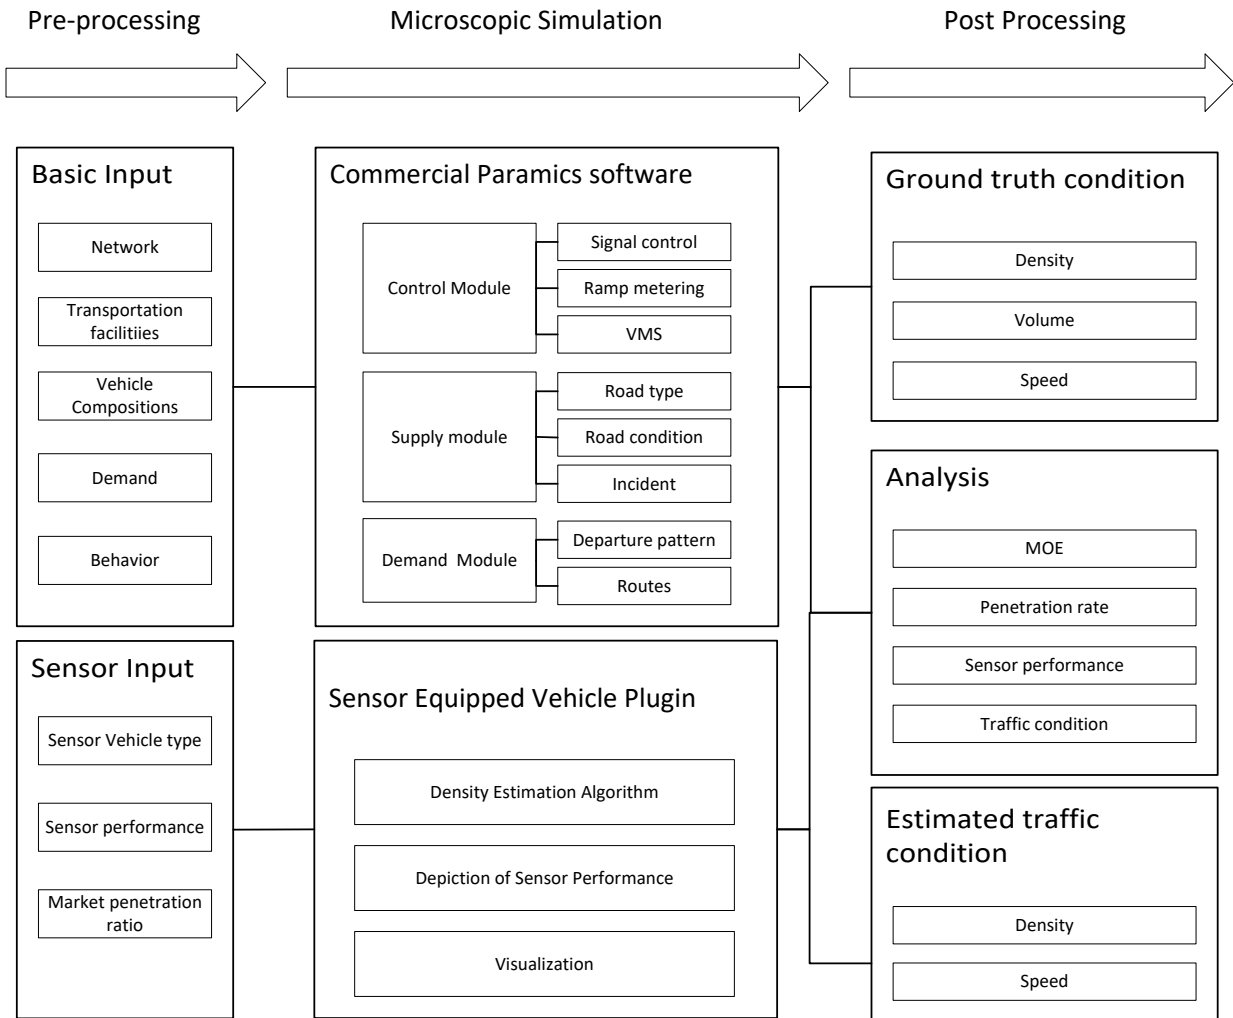 Pre-processing
Microscopic Simulation
Post Processing
Basic Input
Network
Transportation
facilitiies
Vehicle
Compositions
Demand
Behavior
Sensor Input
Sensor Vehicle type
Sensor performance
Market penetration
ratio
Commercial Paramics software
Control Module
Signal control
Ramp metering
VMS
Supply module
Road type
Road condition
Incident
Demand  Module
Departure pattern
Routes
Sensor Equipped Vehicle Plugin
Density Estimation Algorithm
Depiction of Sensor Performance
Visualization
Ground truth condition
Density
Volume
Speed
Analysis
MOE
Penetration rate
Sensor performance
Traffic condition
Estimated traffic
condition
Density
Speed